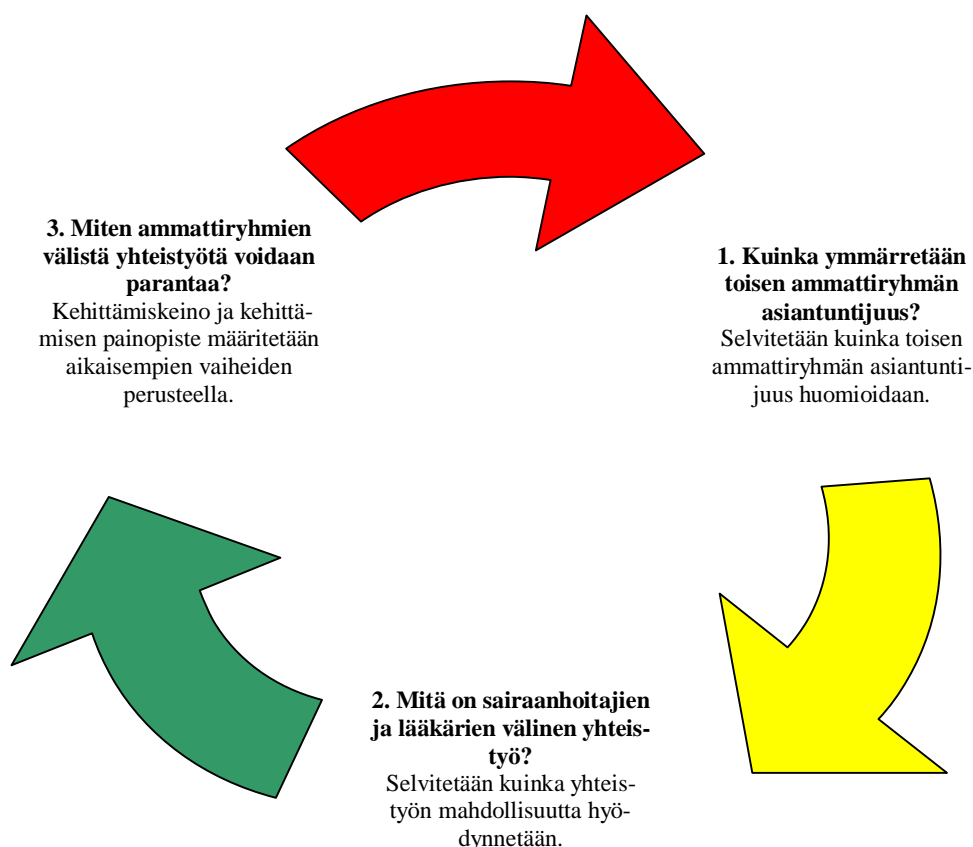 3. Miten ammattiryhmien
välistä yhteistyötä voidaan
parantaa?
Kehittämiskeino ja kehittä-
misen painopiste määritetään
aikaisempien vaiheiden
perusteella.
1. Kuinka ymmärretään
toisen ammattiryhmän
asiantuntijuus?
Selvitetään kuinka toisen
ammattiryhmän asiantunti-
juus huomioidaan.
2. Mitä on sairaanhoitajien
ja lääkärien välinen yhteis-
työ?
Selvitetään kuinka yhteis-
työn mahdollisuutta hyö-
dynnetään.